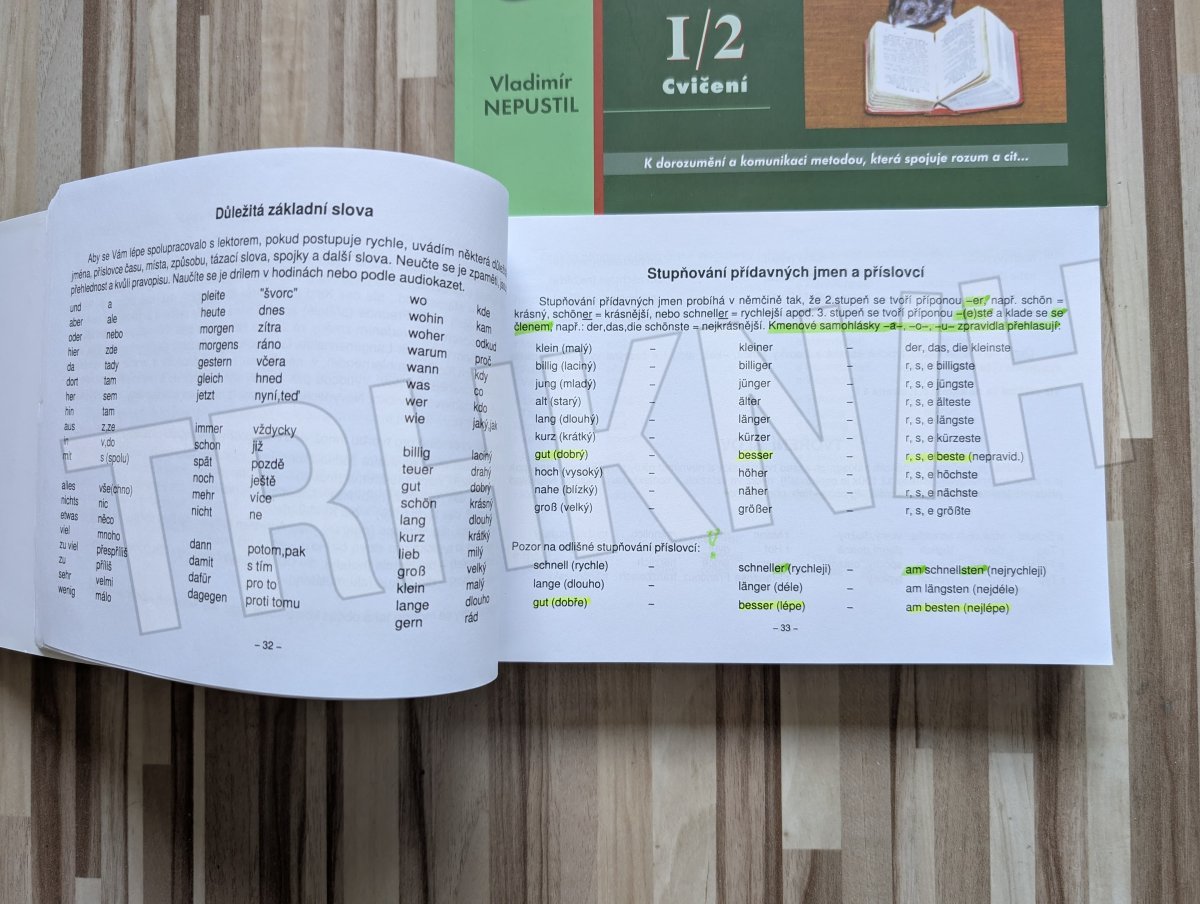 Vladimír
NEPUSTIL
I/2
Cvičení
K dorozumění a komunikaci metodou, která spojuje rozum a cit...
Důležitá základní slova
Aby se Vám lépe spolupracovalo s lektorem, pokud postupuje rychle, uvádím některá
jména, příslovce času, místa, způsobu, tázací slova, spojky a další slova. Neučte se je zpaměti, jsou
přehlednost a kvůli pravopisu. Naučíte se je drilem v hodinách nebo podle audiokazet.
und a
aber ale
oder nebo
hier zde
da tady
dort tam
her sem
hin tam
aus z,ze
in v,do
mit s (spolu)
alles vše(chno)
nichts nic
etwas něco
viel mnoho
zu viel přespříliš
zu příliš
sehr velmi
wenig málo
pleite "švorc"
heute dnes
morgen zítra
morgens ráno
gestern včera
gleich hned
jetzt nyní,teď
immer vždycky
schon již
spät pozdě
noch ještě
mehr více
nicht ne
dann potom,pak
damit s tím
dafür pro to
dagegen proti tomu
wo kde
wohin kam
woher odkud
warum proč
wann kdy
was co
wer kdo
wie jaký,jak
billig laciný
teuer drahý
gut dobrý
schön krásný
lang dlouhý
kurz krátký
lieb milý
groß velký
klein malý
lange dlouho
gern rád
– 32 –
Stupňování přídavných jmen a příslovcí
Stupňování přídavných jmen probíhá v němčině tak, že 2.stupeň se tvoří příponou –er, např. schön =
krásný, schöner = krásnější, nebo schneller = rychlejší apod. 3. stupeň se tvoří příponou –(e)ste a klade se se
členem, např.: der,das,die schönste = nejkrásnější. Kmenové samohlásky –a–, –o–, –u– zpravidla přehlasují:
klein (malý) – kleiner – der, das, die kleinste
billig (laciný) – billiger – r, s, e billigste
jung (mladý) – jünger – r, s, e jüngste
alt (starý) – älter – r, s, e älteste
lang (dlouhý) – länger – r, s, e längste
kurz (krátký) – kürzer – r, s, e kürzeste
gut (dobrý) – besser – r, s, e beste (nepravid.)
hoch (vysoký) – höher – r, s, e höchste
nahe (blízký) – näher – r, s, e nächste
groß (velký) – größer – r, s, e größte
Pozor na odlišné stupňování příslovcí:
schnell (rychle) – schneller (rychleji) – am schnellsten (nejrychleji)
lange (dlouho) – länger (déle) – am längsten (nejdéle)
gut (dobře) – besser (lépe) – am besten (nejlépe)
– 33 –
TRHKNIH